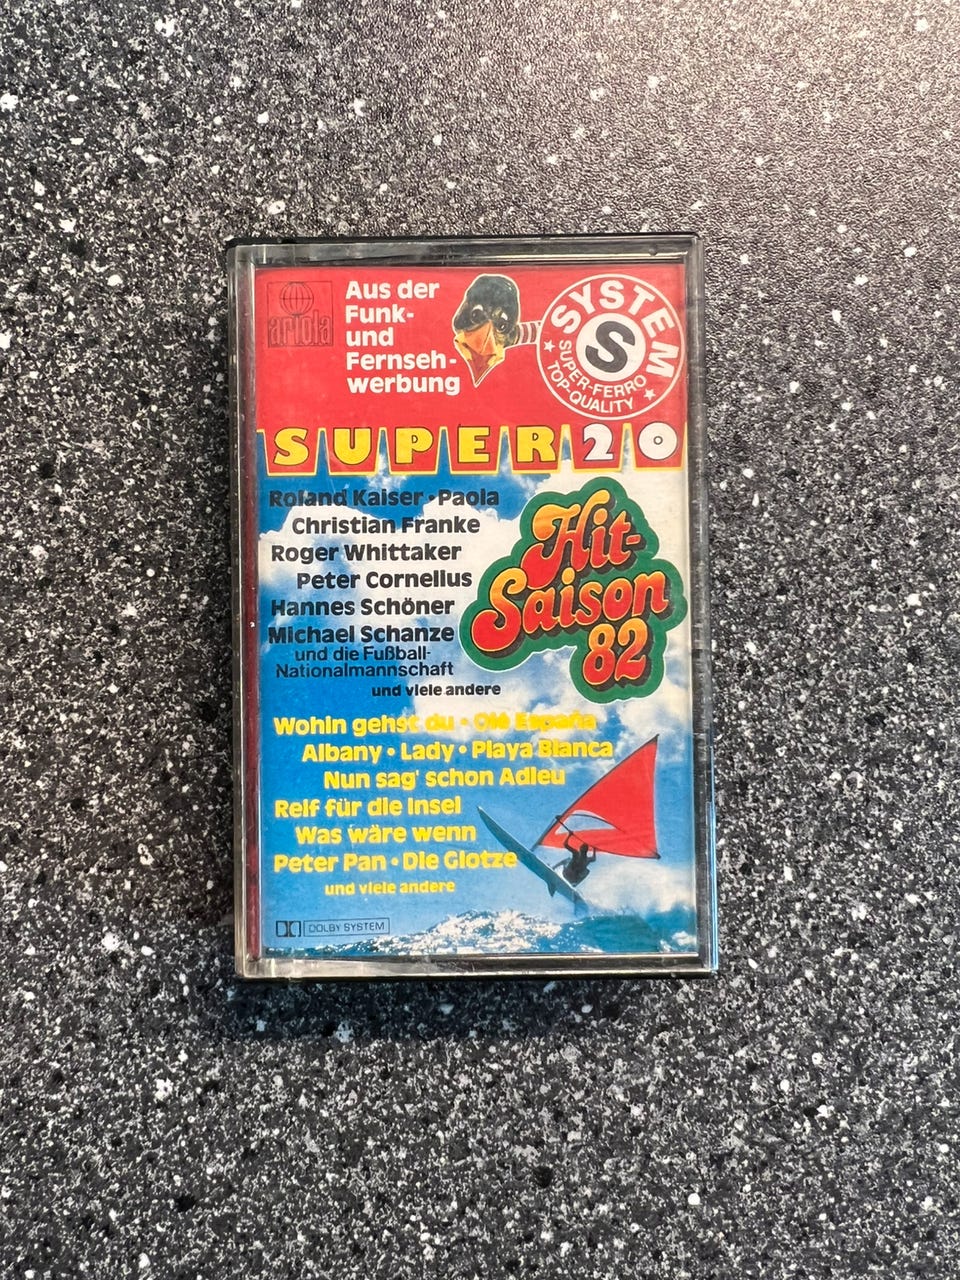 ariola
Aus der
Funk-
und
Fernseh-
werbung
SYSTEM
S
SUPER-FERRO
TOP-QUALITY
SUPER 20
Roland Kaiser • Paola
Christian Franke
Roger Whittaker
Peter Cornelius
Hannes Schöner
Michael Schanze
und die Fußball-
Nationalmannschaft
und viele andere
Hit-
Saison
82
Wohin gehst du • Olé España
Albany • Lady • Playa Blanca
Nun sag' schon Adieu
Reif für die Insel
Was wäre wenn
Peter Pan • Die Glotze
und viele andere
DOLBY SYSTEM